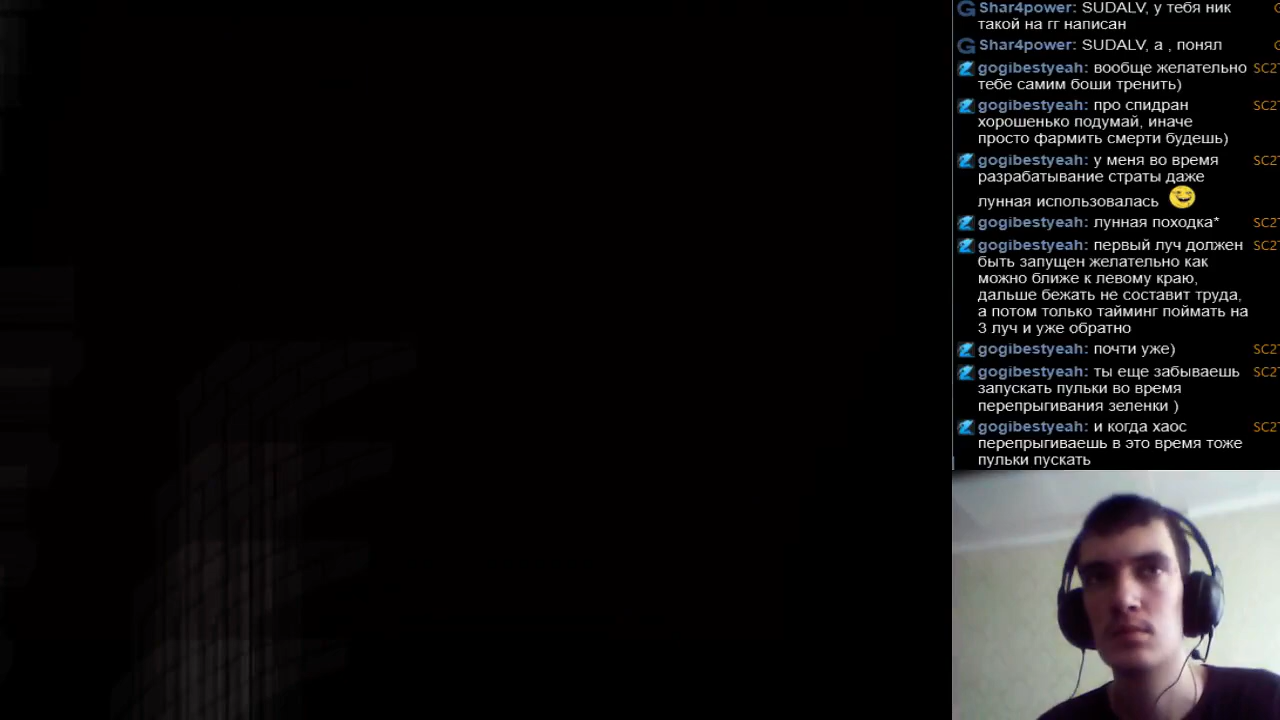 Shar4power: SUDALV, у тебя ник
такой на гг написан
Shar4power: SUDALV, а , понял
gogibestyeah: вообще желательно
тебе самим боши тренить)
gogibestyeah: про спидран
хорошенько подумай, иначе
просто фармить смерти будешь)
gogibestyeah: у меня во время
разрабатывание страты даже
лунная использовалась
gogibestyeah: лунная походка*
gogibestyeah: первый луч должен
быть запущен желательно как
можно ближе к левому краю,
дальше бежать не составит труда,
а потом только тайминг поймать на
3 луч и уже обратно
gogibestyeah: почти уже)
gogibestyeah: ты еще забываешь
запускать пульки во время
перепрыгивания зеленки )
gogibestyeah: и когда хаос
перепрыгиваешь в это время тоже
пульки пускать